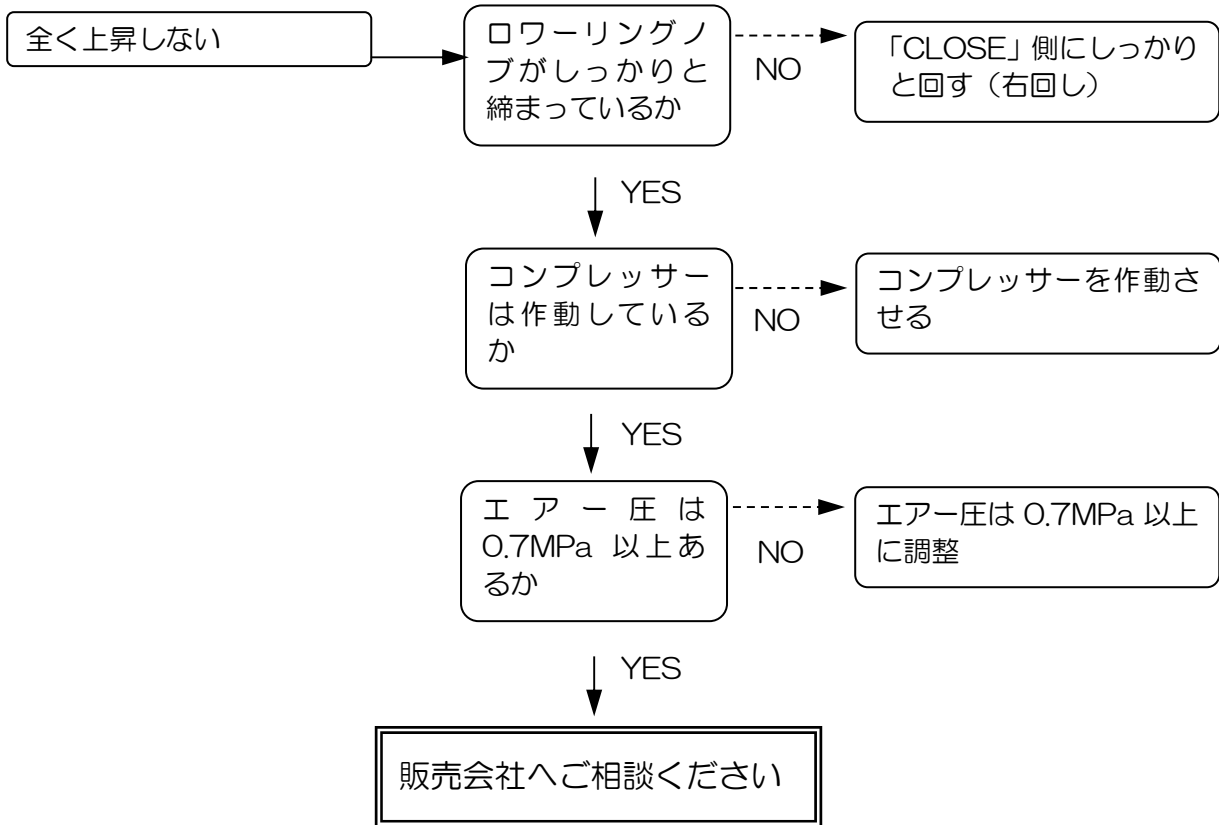 全く上昇しない
ロワーリングノ
ブがしっかりと
締まっているか
NO
「CLOSE」側にしっかり
と回す（右回し）
YES
コンプレッサー
は作動している
か
NO
コンプレッサーを作動さ
せる
YES
エアー圧は
0.7MPa 以上あ
るか
NO
エアー圧は 0.7MPa 以上
に調整
YES
販売会社へご相談ください